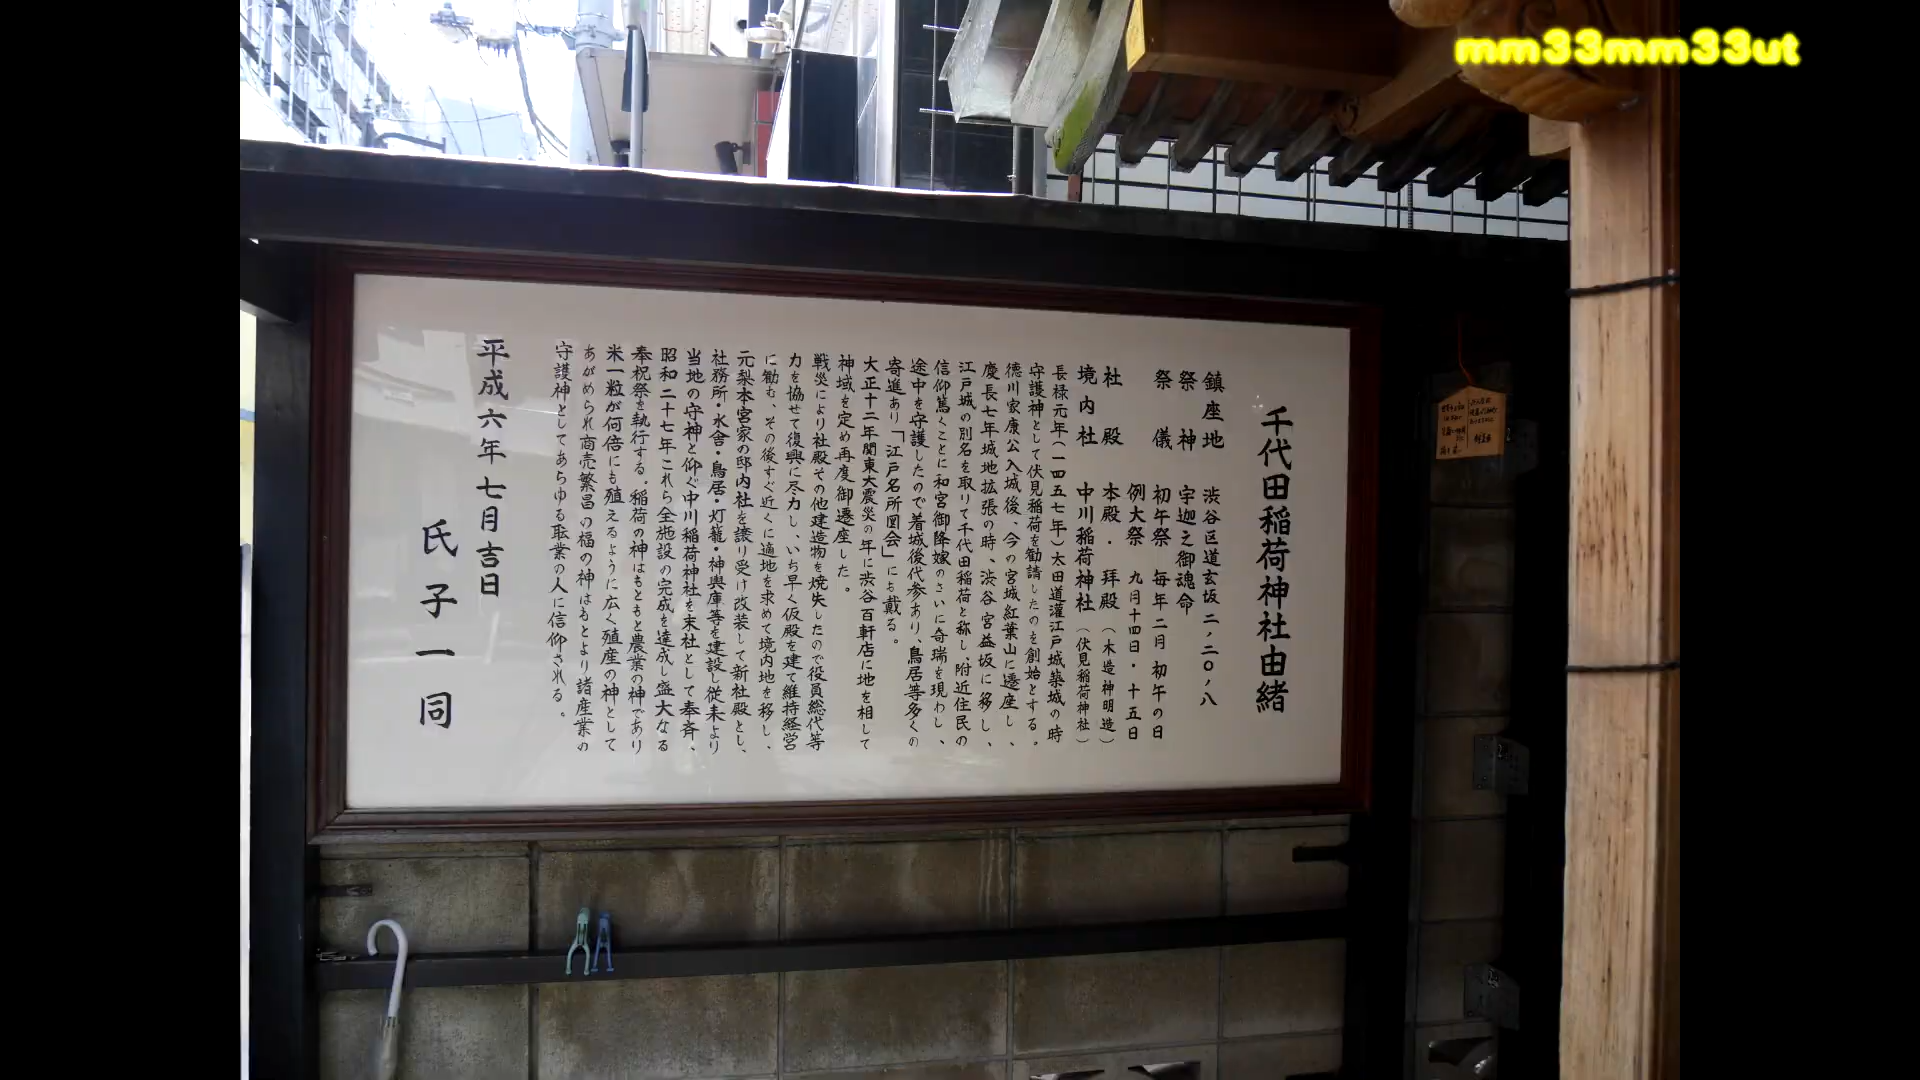 mm33mm33ut
千代田稲荷神社由緒
鎮座地 渋谷区道玄坂二ノ二〇ノ八
祭神 宇迦之御魂命
祭儀 初午祭 毎年二月初午の日
例大祭 九月十四日・十五日
社殿 本殿・拝殿(木造神明造)
境内社 中川稲荷神社(伏見稲荷神社)
長禄元年(一四五七年)太田道灌江戸城築城の時
守護神として伏見稲荷を勧請したのを創始とする。
徳川家康公入城後、今の宮城紅葉山に遷座し、
慶長七年城地拡張の時、渋谷宮益坂に移し、
江戸城の別名を取りて千代田稲荷と称し、附近住民の
信仰篤くことに和宮御降嫁のさいに奇瑞を現わし、
途中を守護したので着城後代参あり、鳥居等多くの
寄進あり「江戸名所図会」にも載る。
大正十二年関東大震災の年に渋谷百軒店に地を相して
神域を定め再度御遷座した。
戦災により社殿その他建造物を焼失したので役員総代等
力を協せて復興に尽力し、いち早く仮殿を建て維持経営
に勧む、その後すぐ近くに適地を求めて境内地を移し、
元梨本宮家の邸内社を譲り受け改装して新社殿とし、
社務所・水舎・鳥居・灯籠・神輿庫等を建設し従来より
当地の守神と仰ぐ中川稲荷神社を末社として奉斉、
昭和二十七年これら全施設の完成を達成し盛大なる
奉祝祭を執行する。稲荷の神はもともと農業の神であり
米一粒が何倍にも殖えるように広く殖産の神として
あがめられ商売繁昌の福の神はもとより諸産業の
守護神としてあらゆる職業の人に信仰される。
平成六年七月吉日
氏子一同